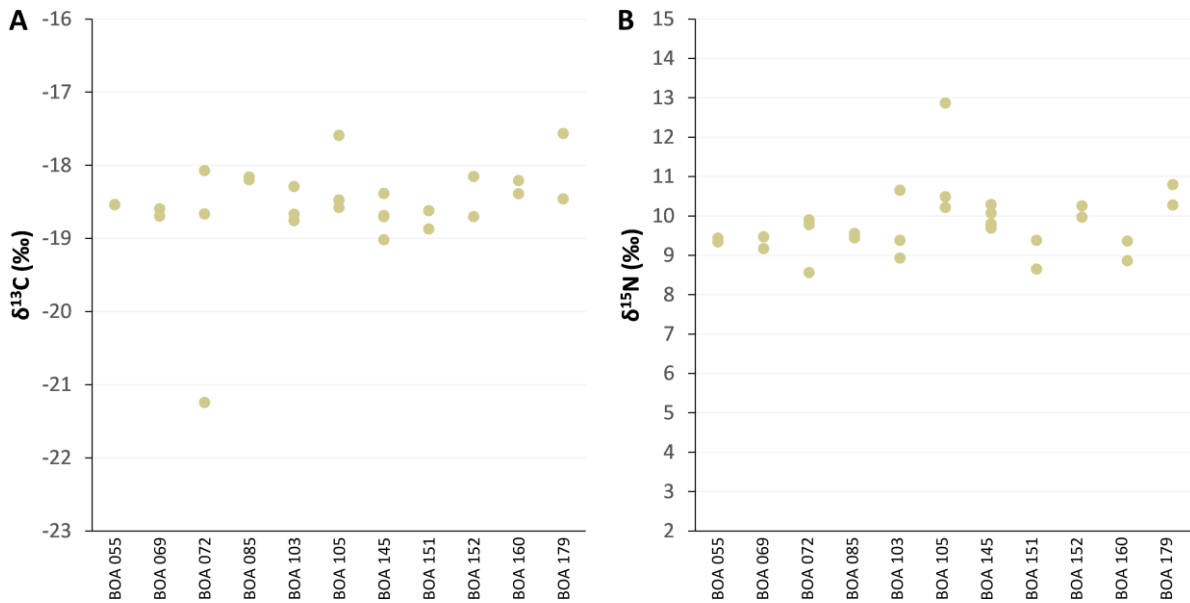 A
δ¹³C (‰)
-16
-17
-18
-19
-20
-21
-22
-23
BOA 055
BOA 069
BOA 072
BOA 085
BOA 103
BOA 105
BOA 145
BOA 151
BOA 152
BOA 160
BOA 179
B
δ¹⁵N (‰)
15
14
13
12
11
10
9
8
7
6
5
4
3
2
BOA 055
BOA 069
BOA 072
BOA 085
BOA 103
BOA 105
BOA 145
BOA 151
BOA 152
BOA 160
BOA 179